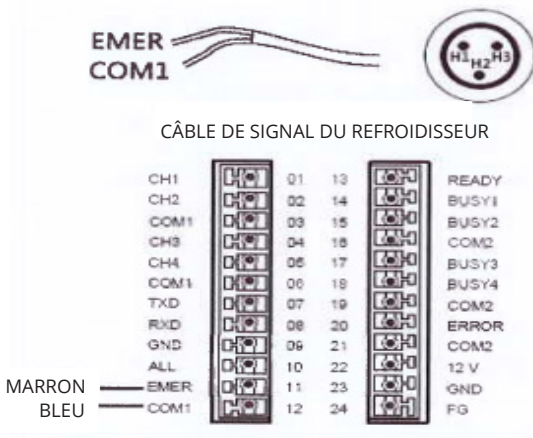 EMER
COM1
H1 H2 H3
CÂBLE DE SIGNAL DU REFROIDISSEUR
CH1 01 13 READY
CH2 02 14 BUSY1
COM1 03 15 BUSY2
CH3 04 16 COM2
CH4 05 17 BUSY3
COM1 06 18 BUSY4
TXD 07 19 COM2
RXD 08 20 ERROR
GND 09 21 COM2
ALL 10 22 12 V
MARRON EMER 11 23 GND
BLEU COM1 12 24 FG